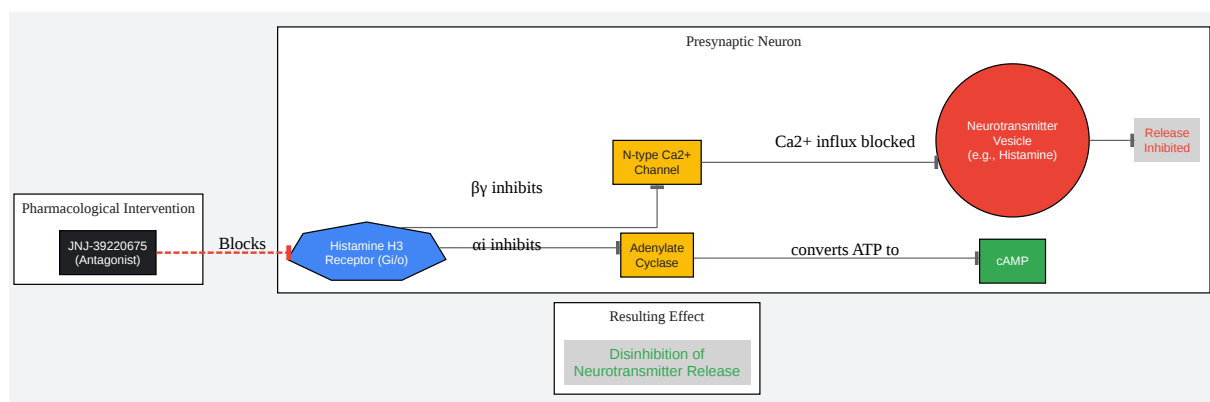 Presynaptic Neuron
Neurotransmitter
Vesicle
(e.g., Histamine)
Release
Inhibited
Ca2+ influx blocked
N-type Ca2+
Channel
βγ inhibits
Pharmacological Intervention
JNJ-39220675
(Antagonist)
Blocks
Histamine H3
Receptor (Gi/o)
αi inhibits
Adenylate
Cyclase
converts ATP to
cAMP
Resulting Effect
Disinhibition of
Neurotransmitter Release